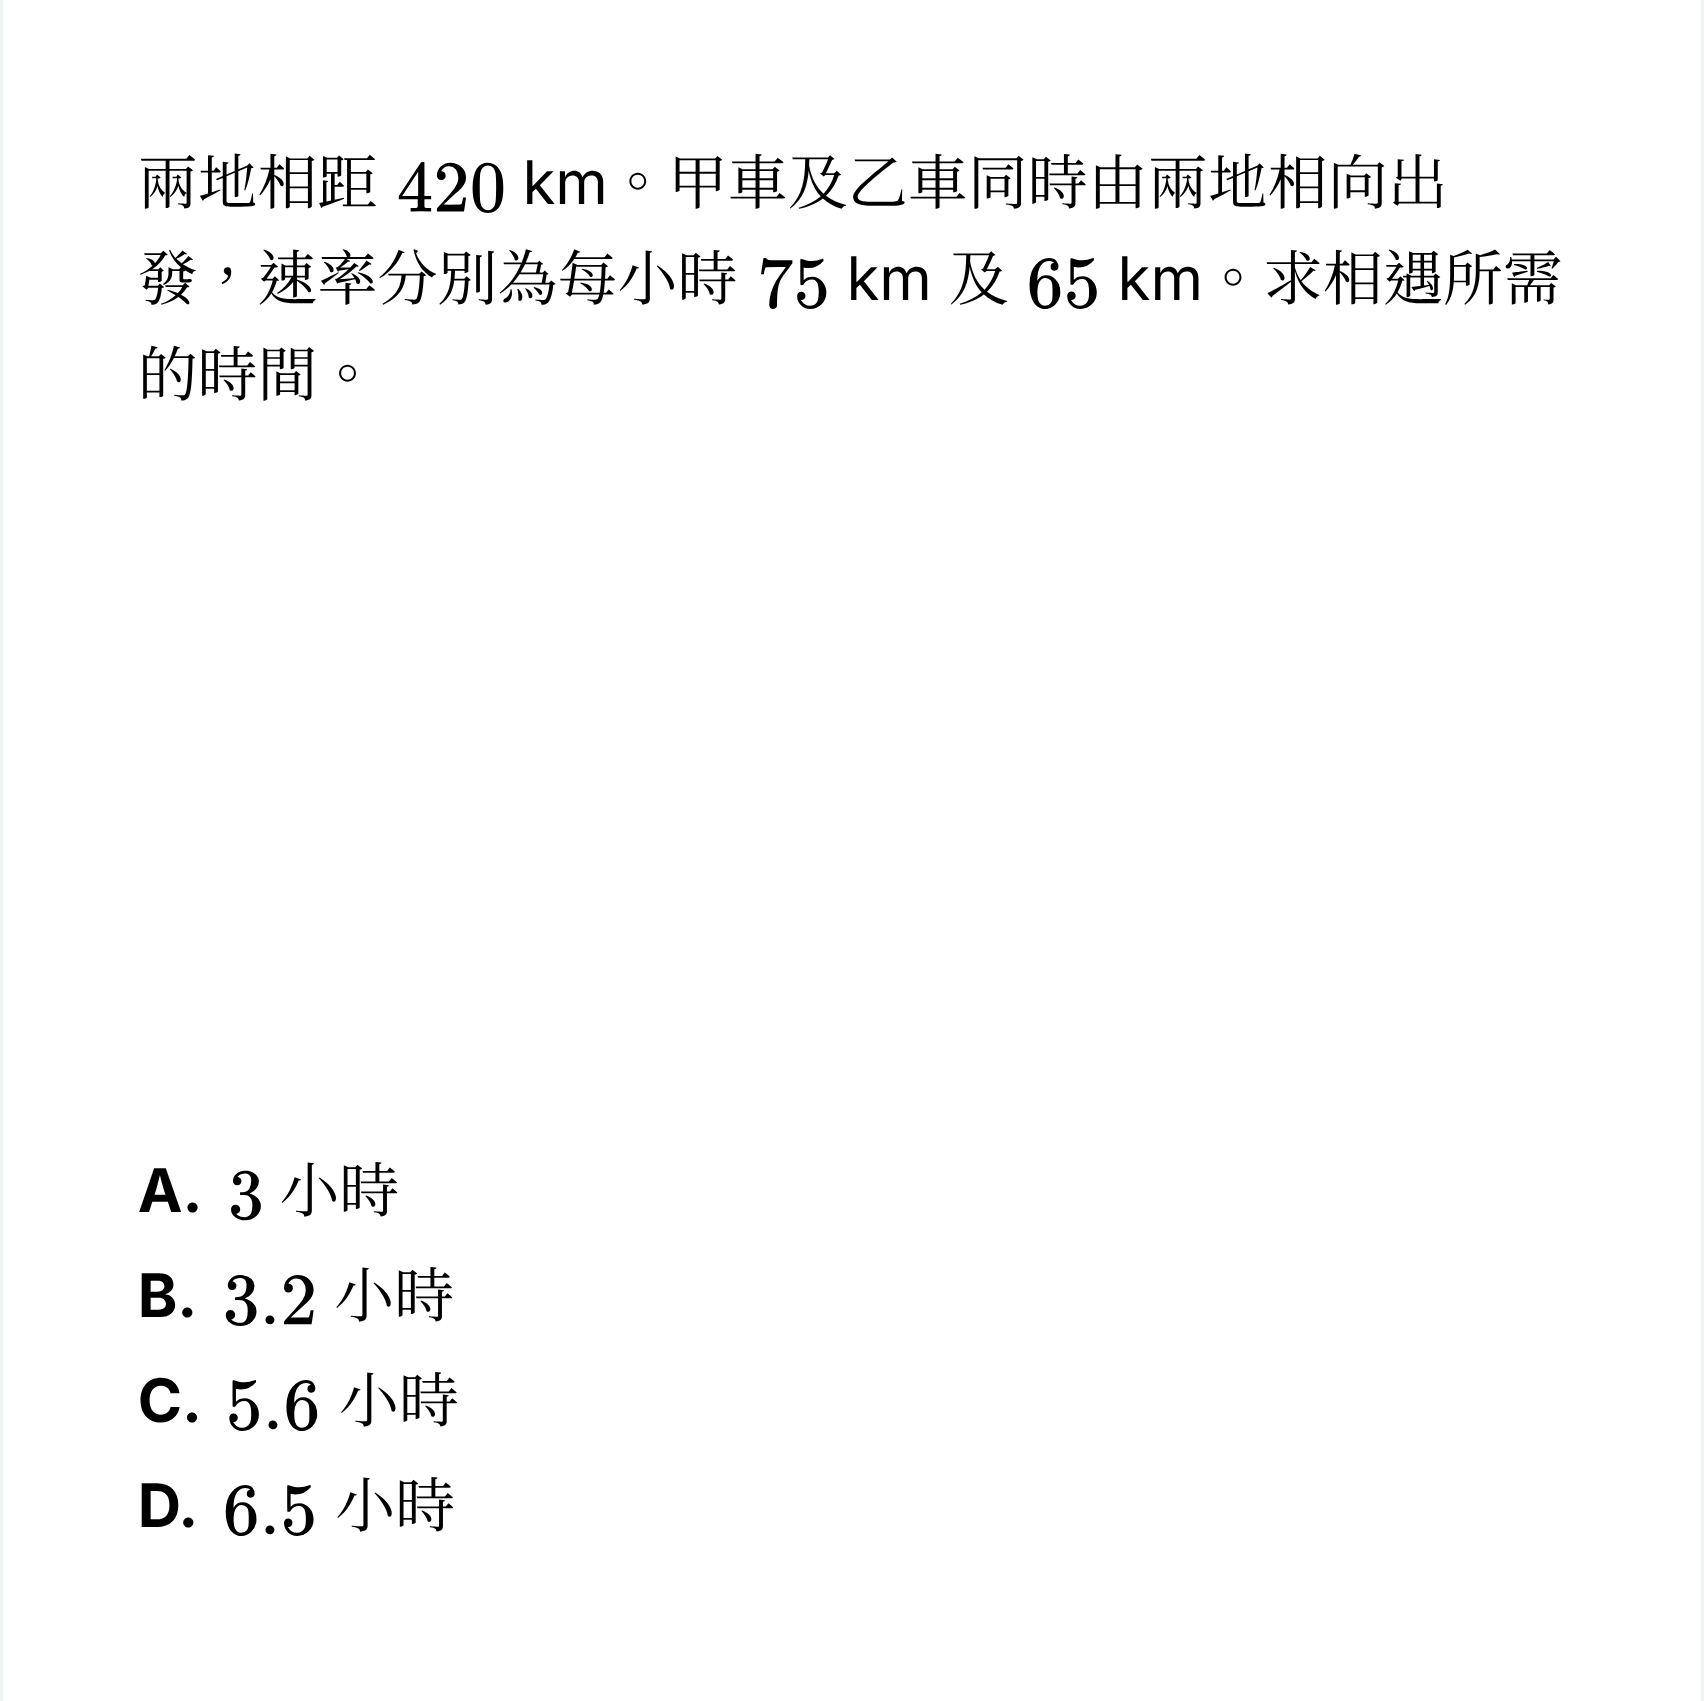 兩地相距 420 km。甲車及乙車同時由兩地相向出
發，速率分別為每小時 75 km 及 65 km。求相遇所需
的時間。
A. 3 小時
B. 3.2 小時
C. 5.6 小時
D. 6.5 小時